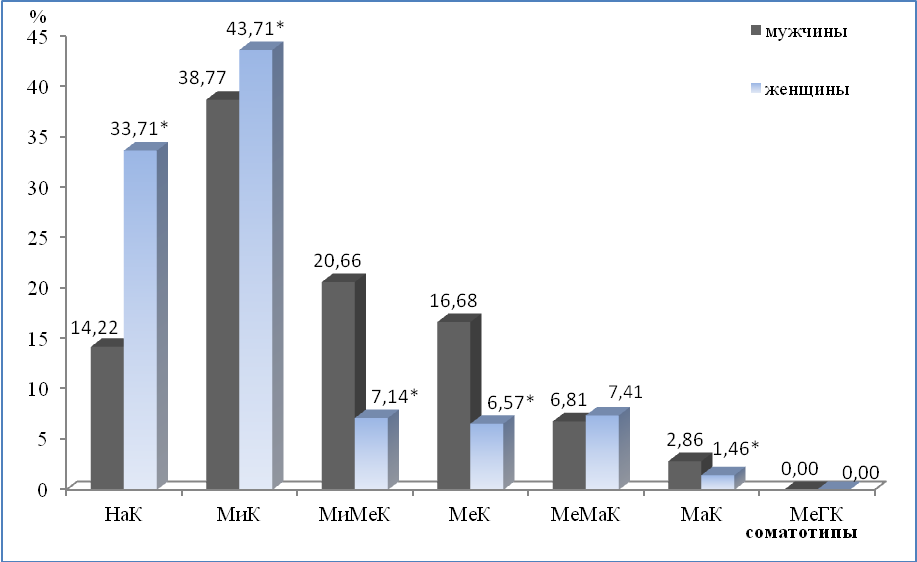 %
45
40
35
30
25
20
15
10
5
0
14,22
33,71*
38,77
43,71*
20,66
7,14*
16,68
6,57*
6,81
7,41
2,86
1,46*
0,00
0,00
НаК
МиК
МиМеК
МеК
МеМаК
МаК
МеГК
соматотипы
мужчины
женщины